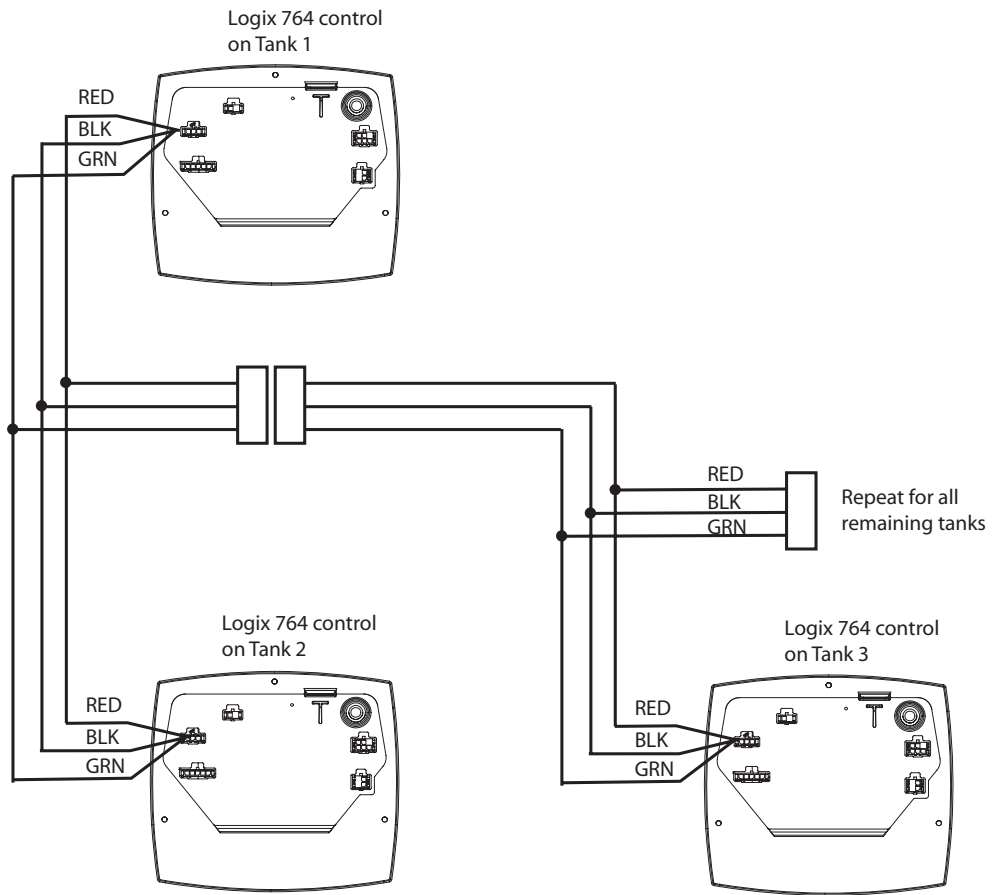 Logix 764 control
on Tank 1
RED
BLK
GRN
RED
BLK
GRN
Repeat for all
remaining tanks
Logix 764 control
on Tank 2
RED
BLK
GRN
Logix 764 control
on Tank 3
RED
BLK
GRN